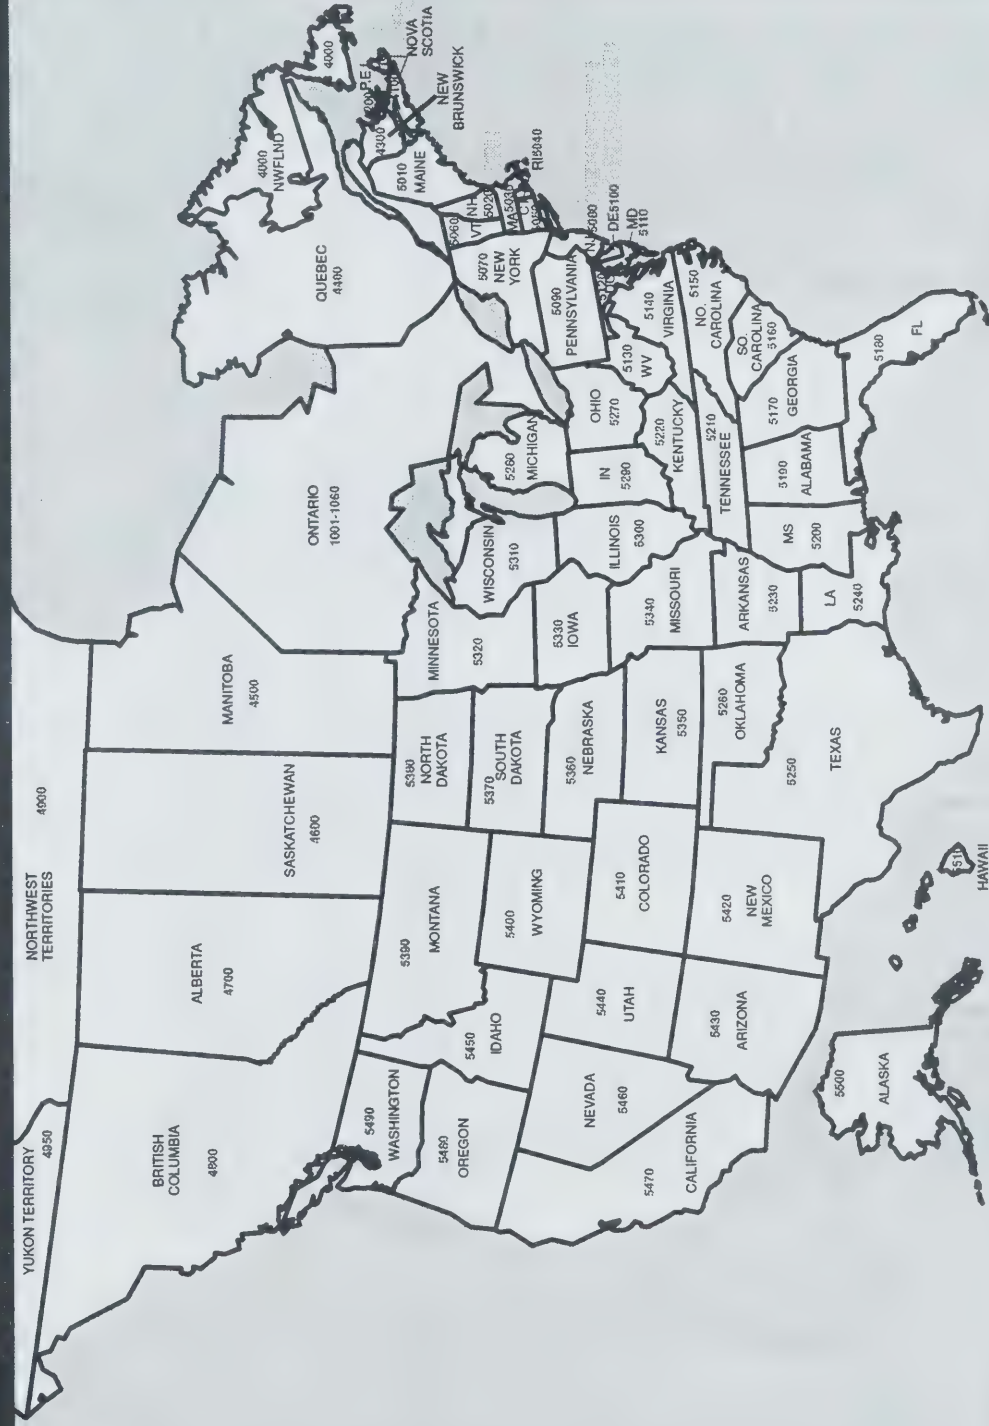 YUKON TERRITORY
4950
NORTHWEST
TERRITORIES
4900
BRITISH
COLUMBIA
4800
ALBERTA
4700
SASKATCHEWAN
4600
MANITOBA
4500
ONTARIO
1001-1060
QUEBEC
4400
4000
NWFLND
4000
P.E.I
NOVA
SCOTIA
NEW
BRUNSWICK
4300
5010
MAINE
5490
WASHINGTON
5480
OREGON
5470
CALIFORNIA
NEVADA
5460
5450
IDAHO
5440
UTAH
5430
ARIZONA
5390
MONTANA
5400
WYOMING
5410
COLORADO
5420
NEW
MEXICO
5380
NORTH
DAKOTA
5370
SOUTH
DAKOTA
5360
NEBRASKA
KANSAS
5350
5260
OKLAHOMA
5250
TEXAS
MINNESOTA
5320
5330
IOWA
5340
MISSOURI
ARKANSAS
5230
LA
5240
WISCONSIN
5310
ILLINOIS
5300
MS
5200
5260
MICHIGAN
IN
5290
OHIO
5270
5220
KENTUCKY
5210
TENNESSEE
5190
ALABAMA
5170
GEORGIA
5180
FL
SO.
CAROLINA
5160
5150
NO.
CAROLINA
5140
VIRGINIA
5130
WV
5090
PENNSYLVANIA
5070
NEW
YORK
5060
VT
NH
5020
MA5030
RI5040
NJ5080
DE5100
MD
5110
5500
ALASKA
HAWAII